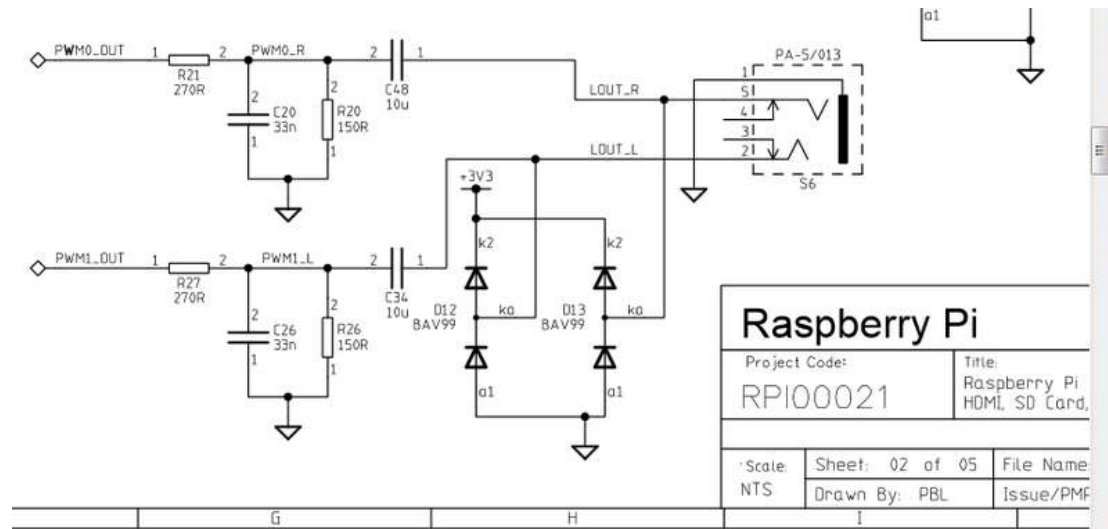 a1
PWM0_OUT 1 2 PWM0_R 2 1
R21
270R
C48
10u
2 C20
33n
1
2
R20
150R
1
PA-5/013
1
LOUT_R 5
4
3
LOUT_L 2
S6
+3V3
PWM1_OUT 1 2 PWM1_L 2 1
R27
270R
C34
10u
2 C26
33n
1
2
R26
150R
1
k2 k2
D12 ka D13 ka
BAV99 BAV99
a1 a1
Raspberry Pi
Project Code: Title:
RPI00021 Raspberry Pi
HDMI, SD Card,
Scale: Sheet: 02 of 05 File Name
NTS Drawn By: PBL Issue/PMF
G H I